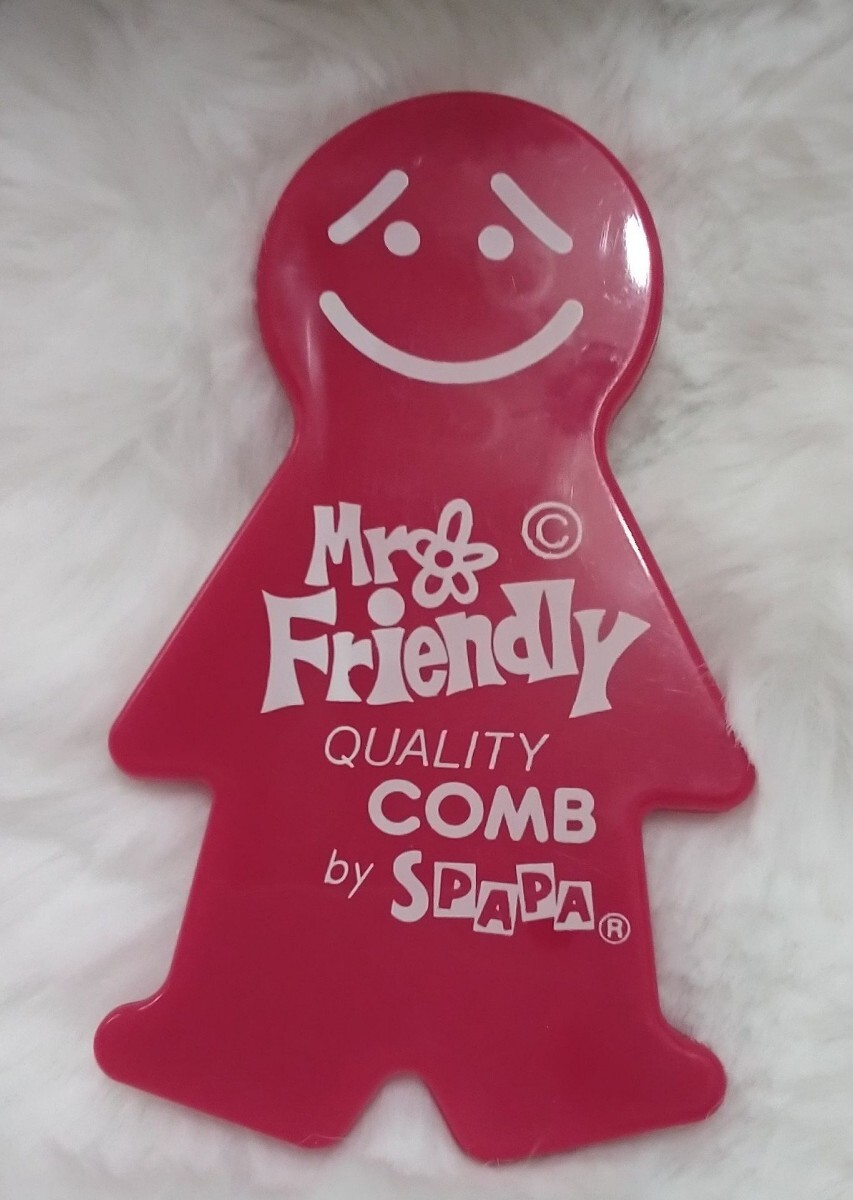 Mr ©
Friendly
QUALITY
COMB
by SPAPA®